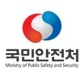 국민안전처
Ministry of Public Safety and Security